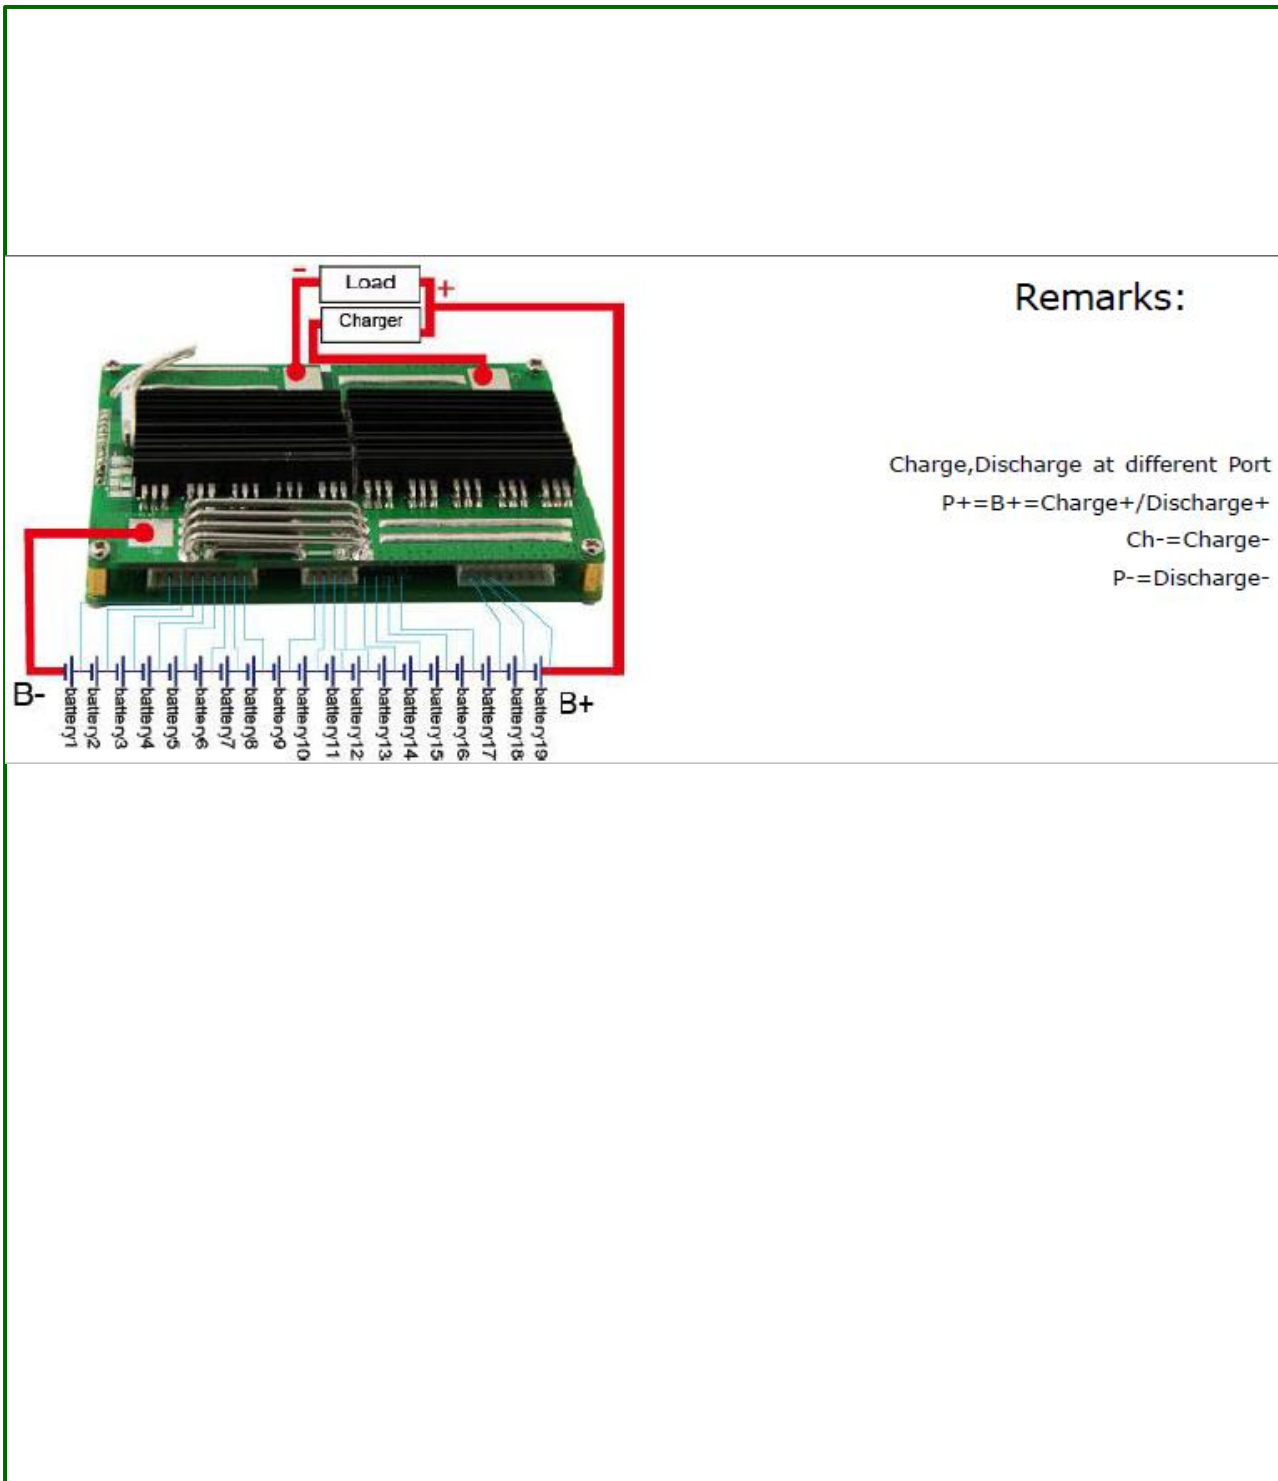 -
Load
+
Charger
Remarks:
Charge,Discharge at different Port
P+=B+=Charge+/Discharge+
Ch-=Charge-
P-=Discharge-
B-
battery1
battery2
battery3
battery4
battery5
battery6
battery7
battery8
battery9
battery10
battery11
battery12
battery13
battery14
battery15
battery16
battery17
battery18
battery19
B+